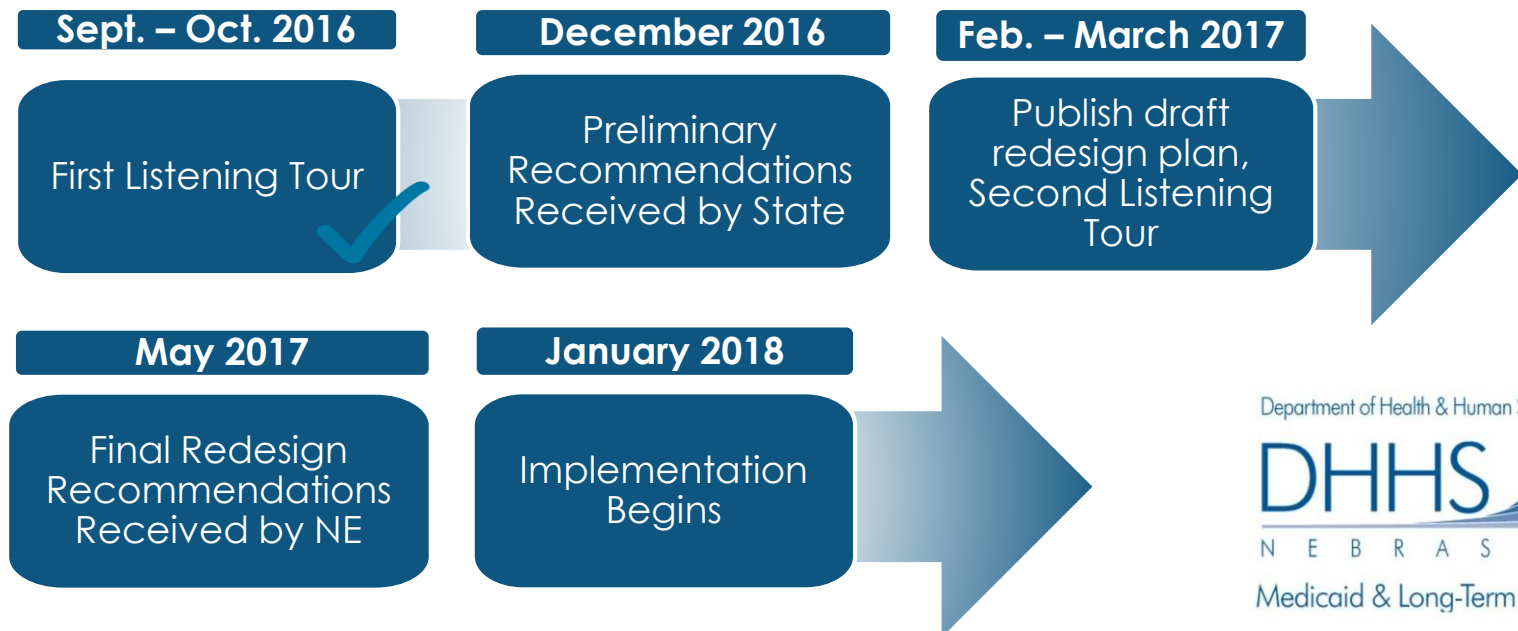 Sept. – Oct. 2016
First Listening Tour
December 2016
Preliminary
Recommendations
Received by State
Feb. – March 2017
Publish draft
redesign plan,
Second Listening
Tour
May 2017
Final Redesign
Recommendations
Received by NE
January 2018
Implementation
Begins
Department of Health & Human
DHHS
N E B R A S
Medicaid & Long-Term